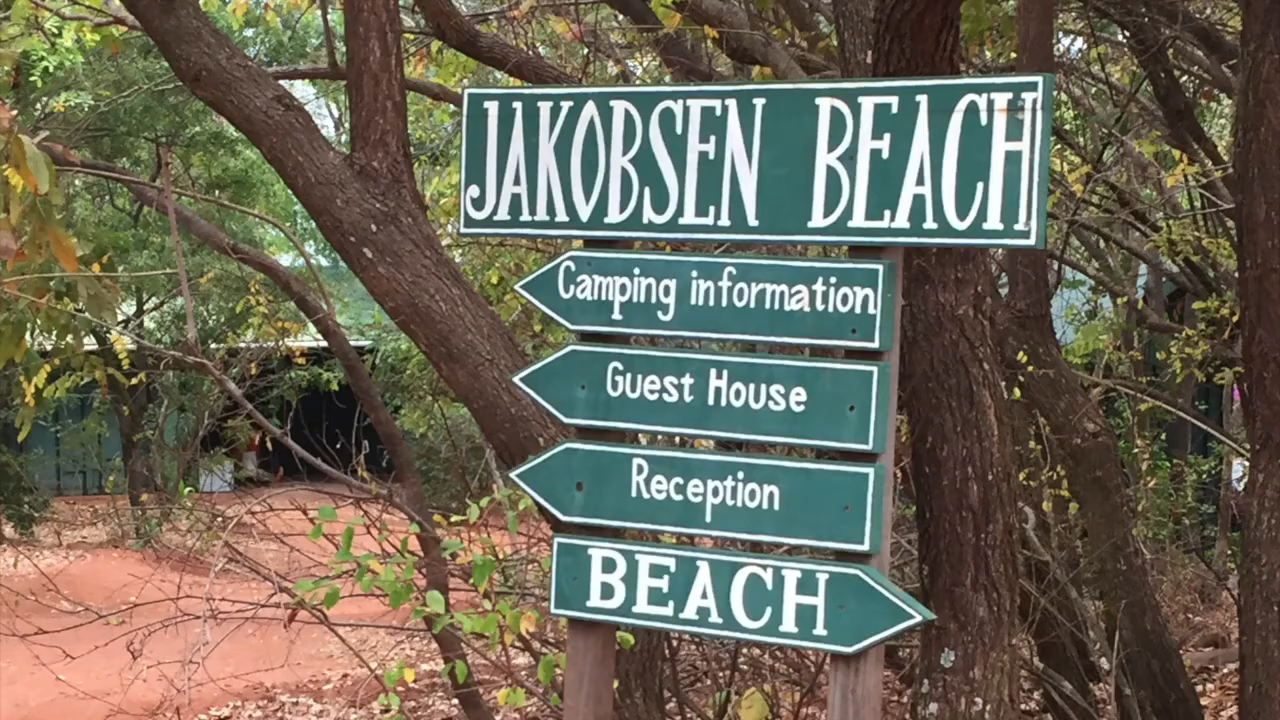 JAKOBSEN BEACH
Camping information
Guest House
Reception
BEACH